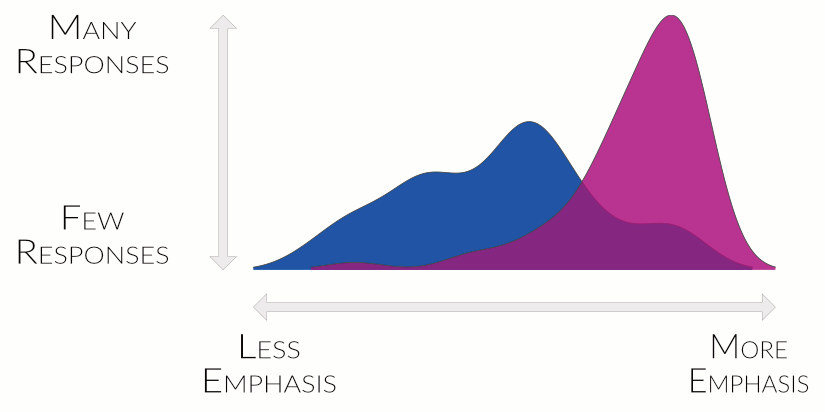 Many
Responses
Few
Responses
Less
Emphasis
More
Emphasis